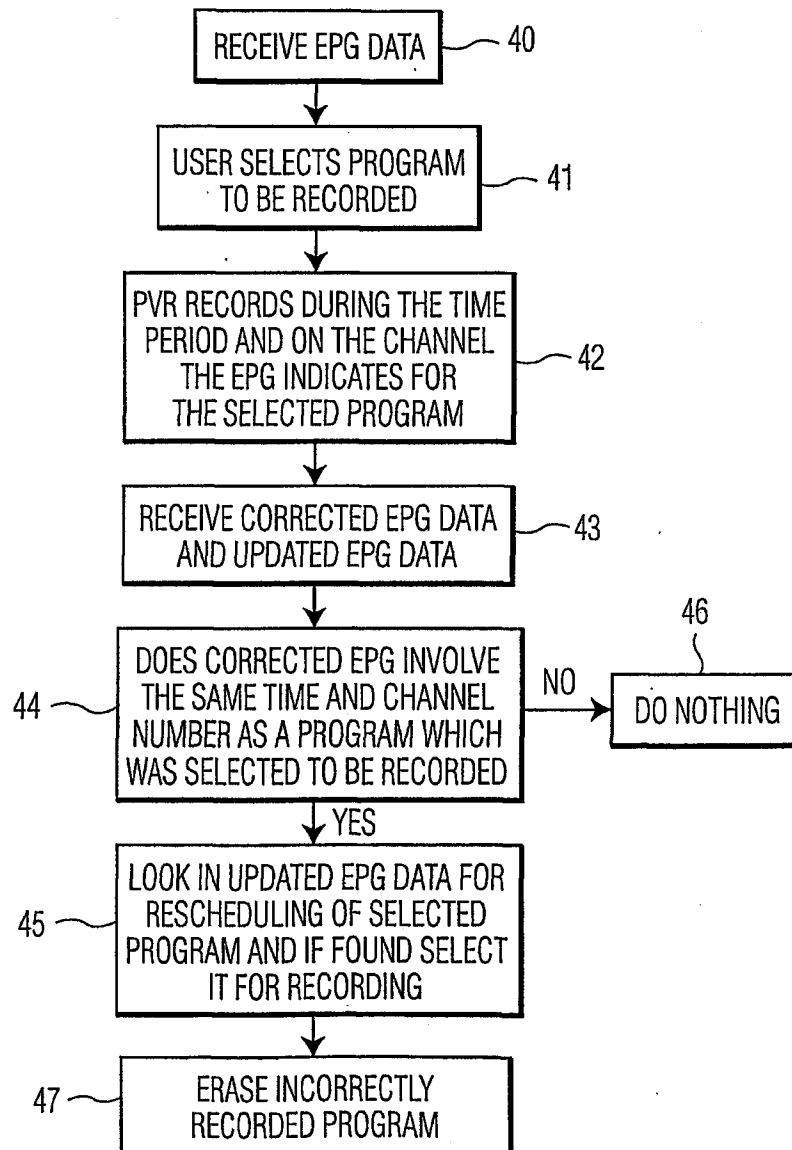 RECEIVE EPG DATA
40
USER SELECTS PROGRAM
TO BE RECORDED
41
PVR RECORDS DURING THE TIME
PERIOD AND ON THE CHANNEL
THE EPG INDICATES FOR
THE SELECTED PROGRAM
42
RECEIVE CORRECTED EPG DATA
AND UPDATED EPG DATA
43
44
DOES CORRECTED EPG INVOLVE
THE SAME TIME AND CHANNEL
NUMBER AS A PROGRAM WHICH
WAS SELECTED TO BE RECORDED
NO
46
DO NOTHING
YES
45
LOOK IN UPDATED EPG DATA FOR
RESCHEDULING OF SELECTED
PROGRAM AND IF FOUND SELECT
IT FOR RECORDING
47
ERASE INCORRECTLY
RECORDED PROGRAM